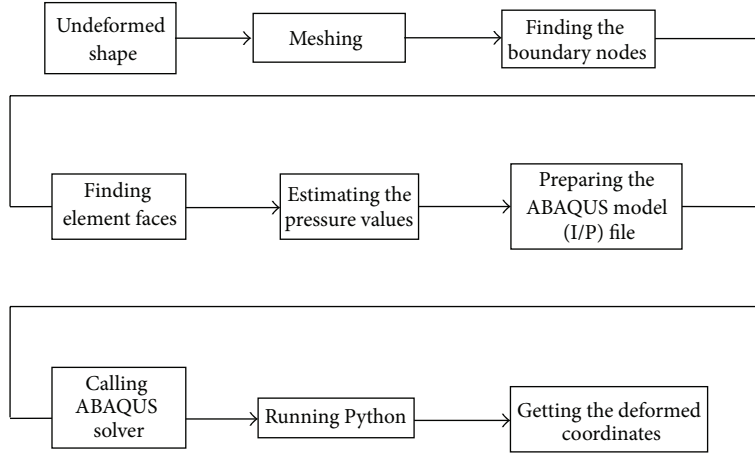 Undeformed
shape
Meshing
Finding the
boundary nodes
Finding
element faces
Estimating the
pressure values
Preparing the
ABAQUS model
(I/P) file
Calling
ABAQUS
solver
Running Python
Getting the deformed
coordinates